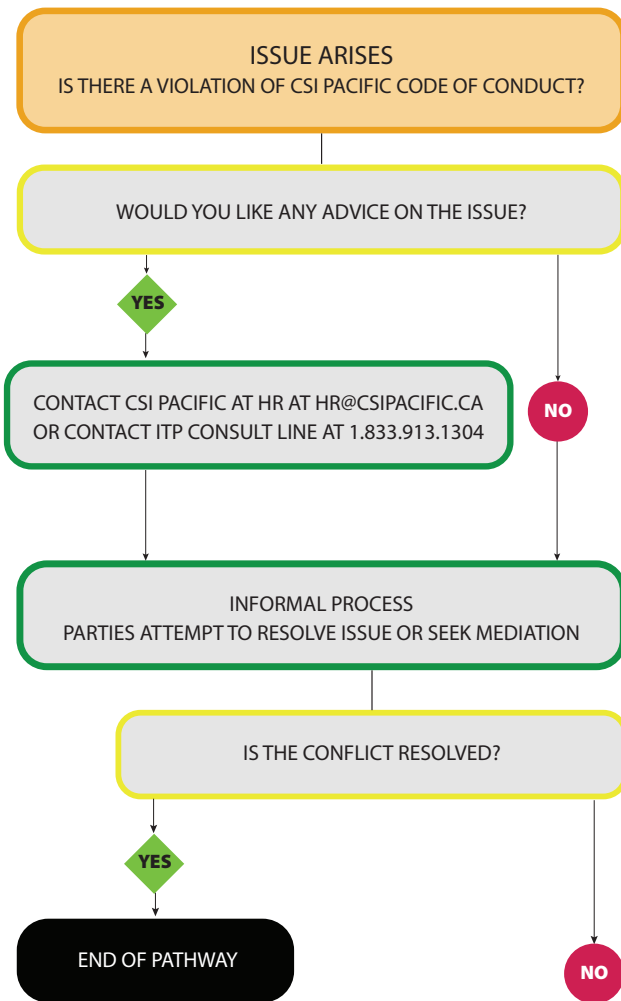 ISSUE ARISES
IS THERE A VIOLATION OF CSI PACIFIC CODE OF CONDUCT?
WOULD YOU LIKE ANY ADVICE ON THE ISSUE?
YES
CONTACT CSI PACIFIC AT HR AT HR@CSIPACIFIC.CA
OR CONTACT ITP CONSULT LINE AT 1.833.913.1304
NO
INFORMAL PROCESS
PARTIES ATTEMPT TO RESOLVE ISSUE OR SEEK MEDIATION
IS THE CONFLICT RESOLVED?
YES
END OF PATHWAY
NO